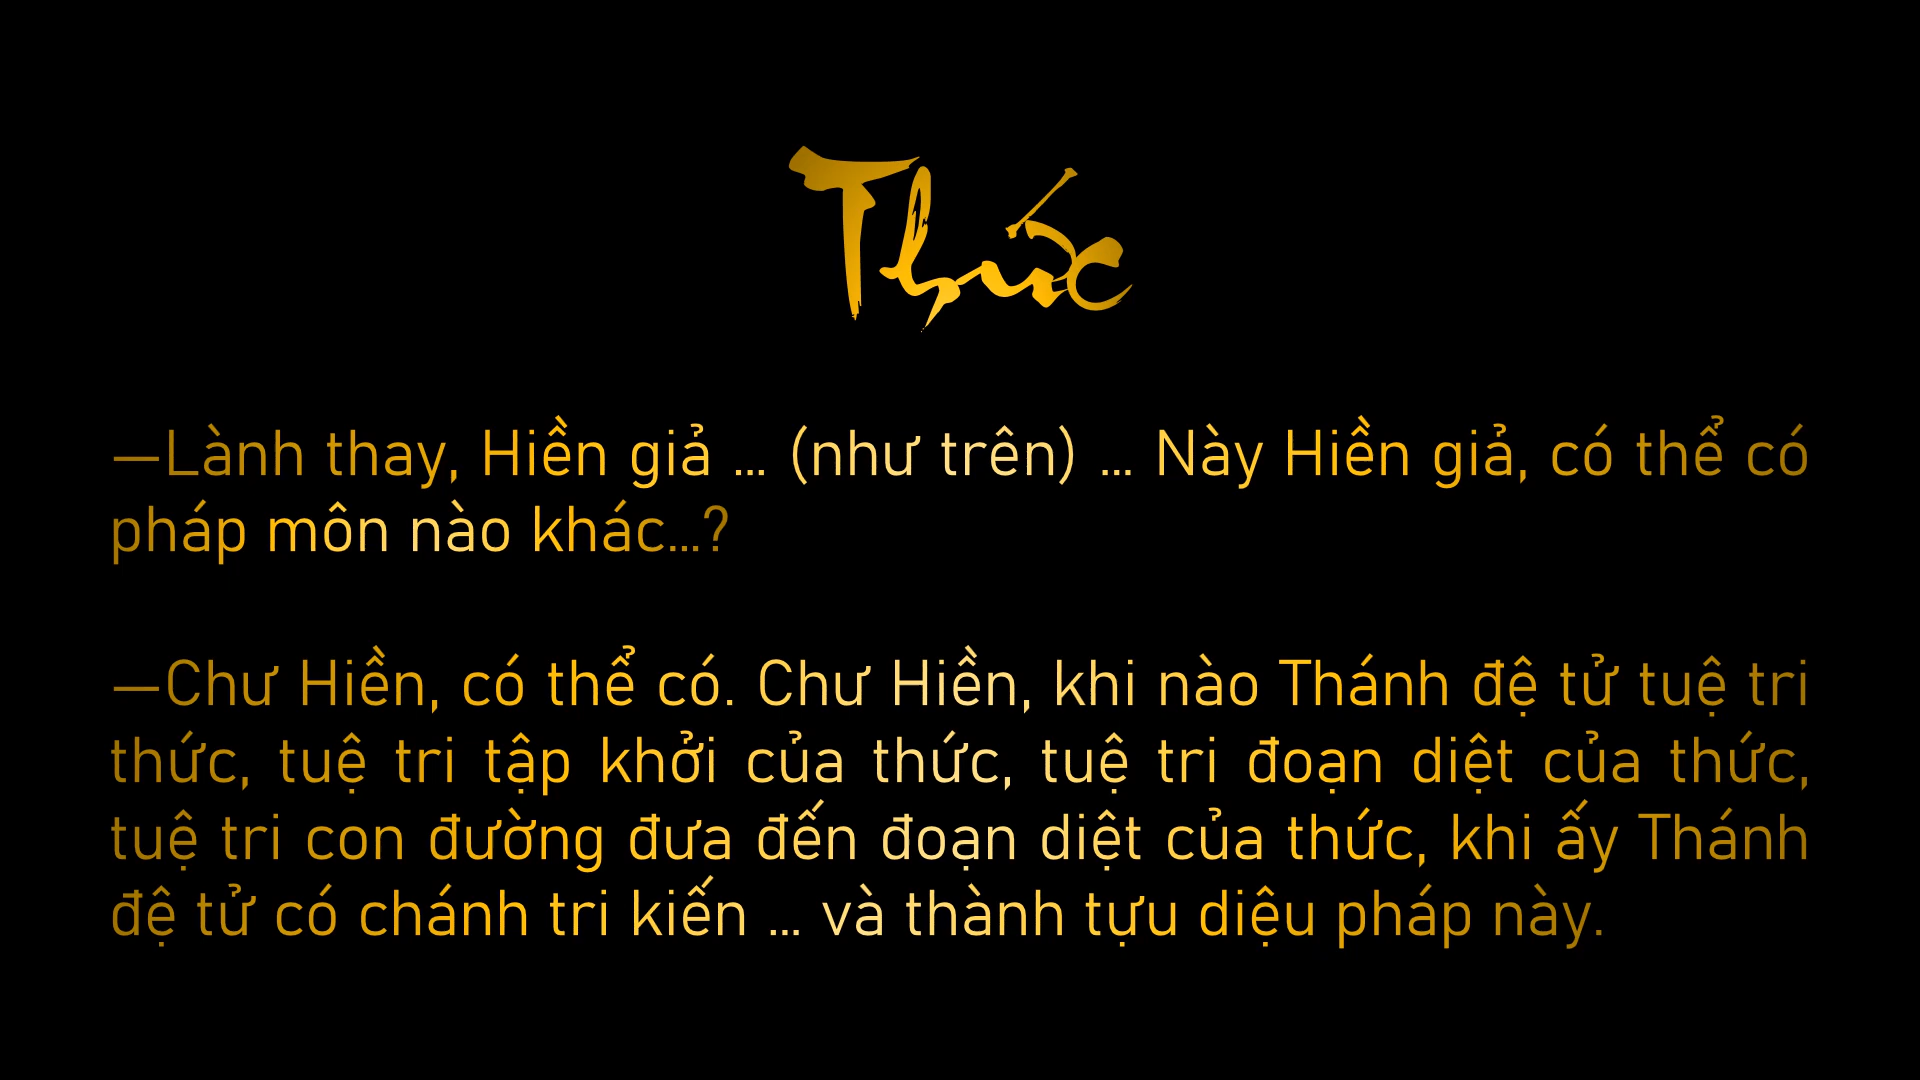 Thức
—Lành thay, Hiền giả ... (như trên) ... Này Hiền giả, có thể có
pháp môn nào khác...?
—Chư Hiền, có thể có. Chư Hiền, khi nào Thánh đệ tử tuệ tri
thức, tuệ tri tập khởi của thức, tuệ tri đoạn diệt của thức,
tuệ tri con đường đưa đến đoạn diệt của thức, khi ấy Thánh
đệ tử có chánh tri kiến ... và thành tựu diệu pháp này.